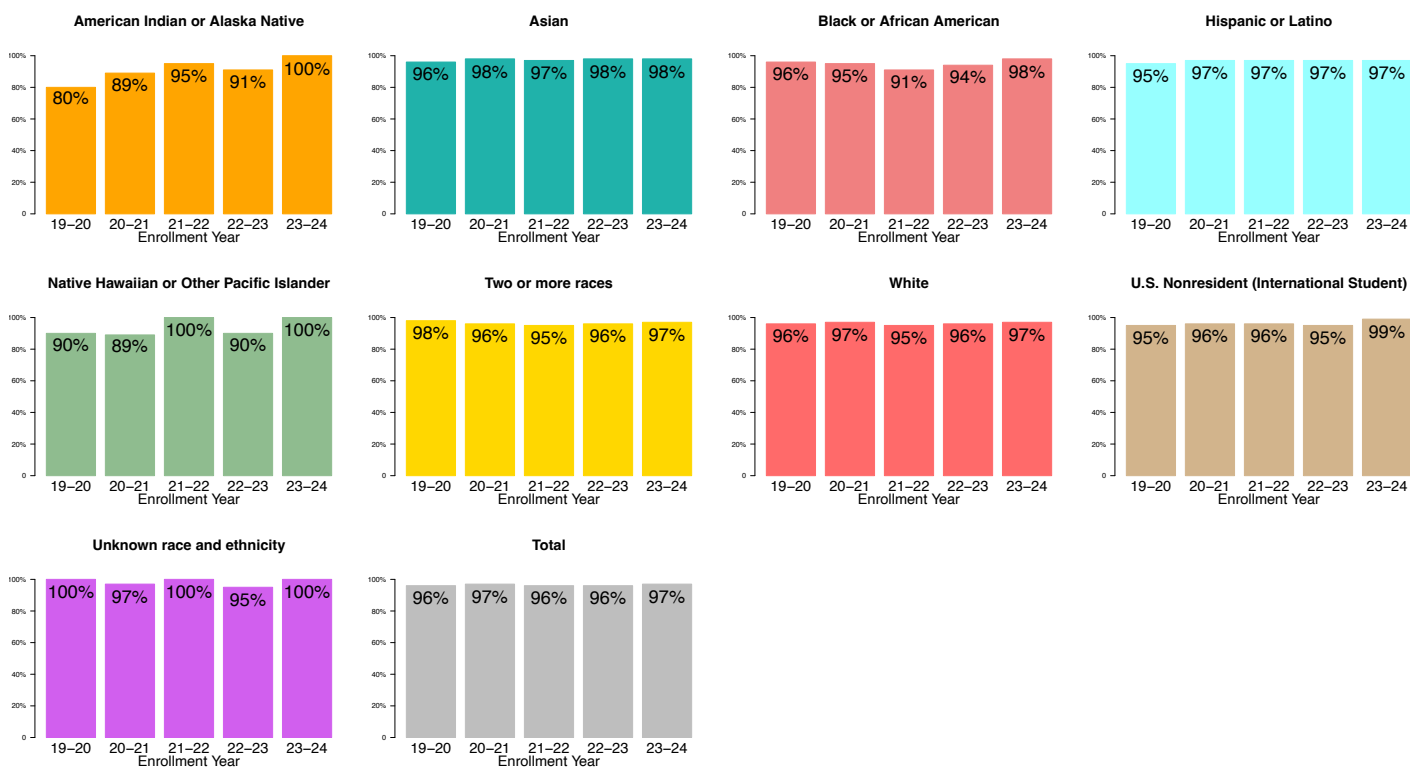 American Indian or Alaska Native
100%
80%
60%
40%
20%
0
80% 89% 95% 91% 100%
19–20 20–21 21–22 22–23 23–24
Enrollment Year
Asian
100%
80%
60%
40%
20%
0
96% 98% 97% 98% 98%
19–20 20–21 21–22 22–23 23–24
Enrollment Year
Black or African American
100%
80%
60%
40%
20%
0
96% 95% 91% 94% 98%
19–20 20–21 21–22 22–23 23–24
Enrollment Year
Hispanic or Latino
100%
80%
60%
40%
20%
0
95% 97% 97% 97% 97%
19–20 20–21 21–22 22–23 23–24
Enrollment Year
Native Hawaiian or Other Pacific Islander
100%
80%
60%
40%
20%
0
90% 89% 100% 90% 100%
19–20 20–21 21–22 22–23 23–24
Enrollment Year
Two or more races
100%
80%
60%
40%
20%
0
98% 96% 95% 96% 97%
19–20 20–21 21–22 22–23 23–24
Enrollment Year
White
100%
80%
60%
40%
20%
0
96% 97% 95% 96% 97%
19–20 20–21 21–22 22–23 23–24
Enrollment Year
U.S. Nonresident (International Student)
100%
80%
60%
40%
20%
0
95% 96% 96% 95% 99%
19–20 20–21 21–22 22–23 23–24
Enrollment Year
Unknown race and ethnicity
100%
80%
60%
40%
20%
0
100% 97% 100% 95% 100%
19–20 20–21 21–22 22–23 23–24
Enrollment Year
Total
100%
80%
60%
40%
20%
0
96% 97% 96% 96% 97%
19–20 20–21 21–22 22–23 23–24
Enrollment Year